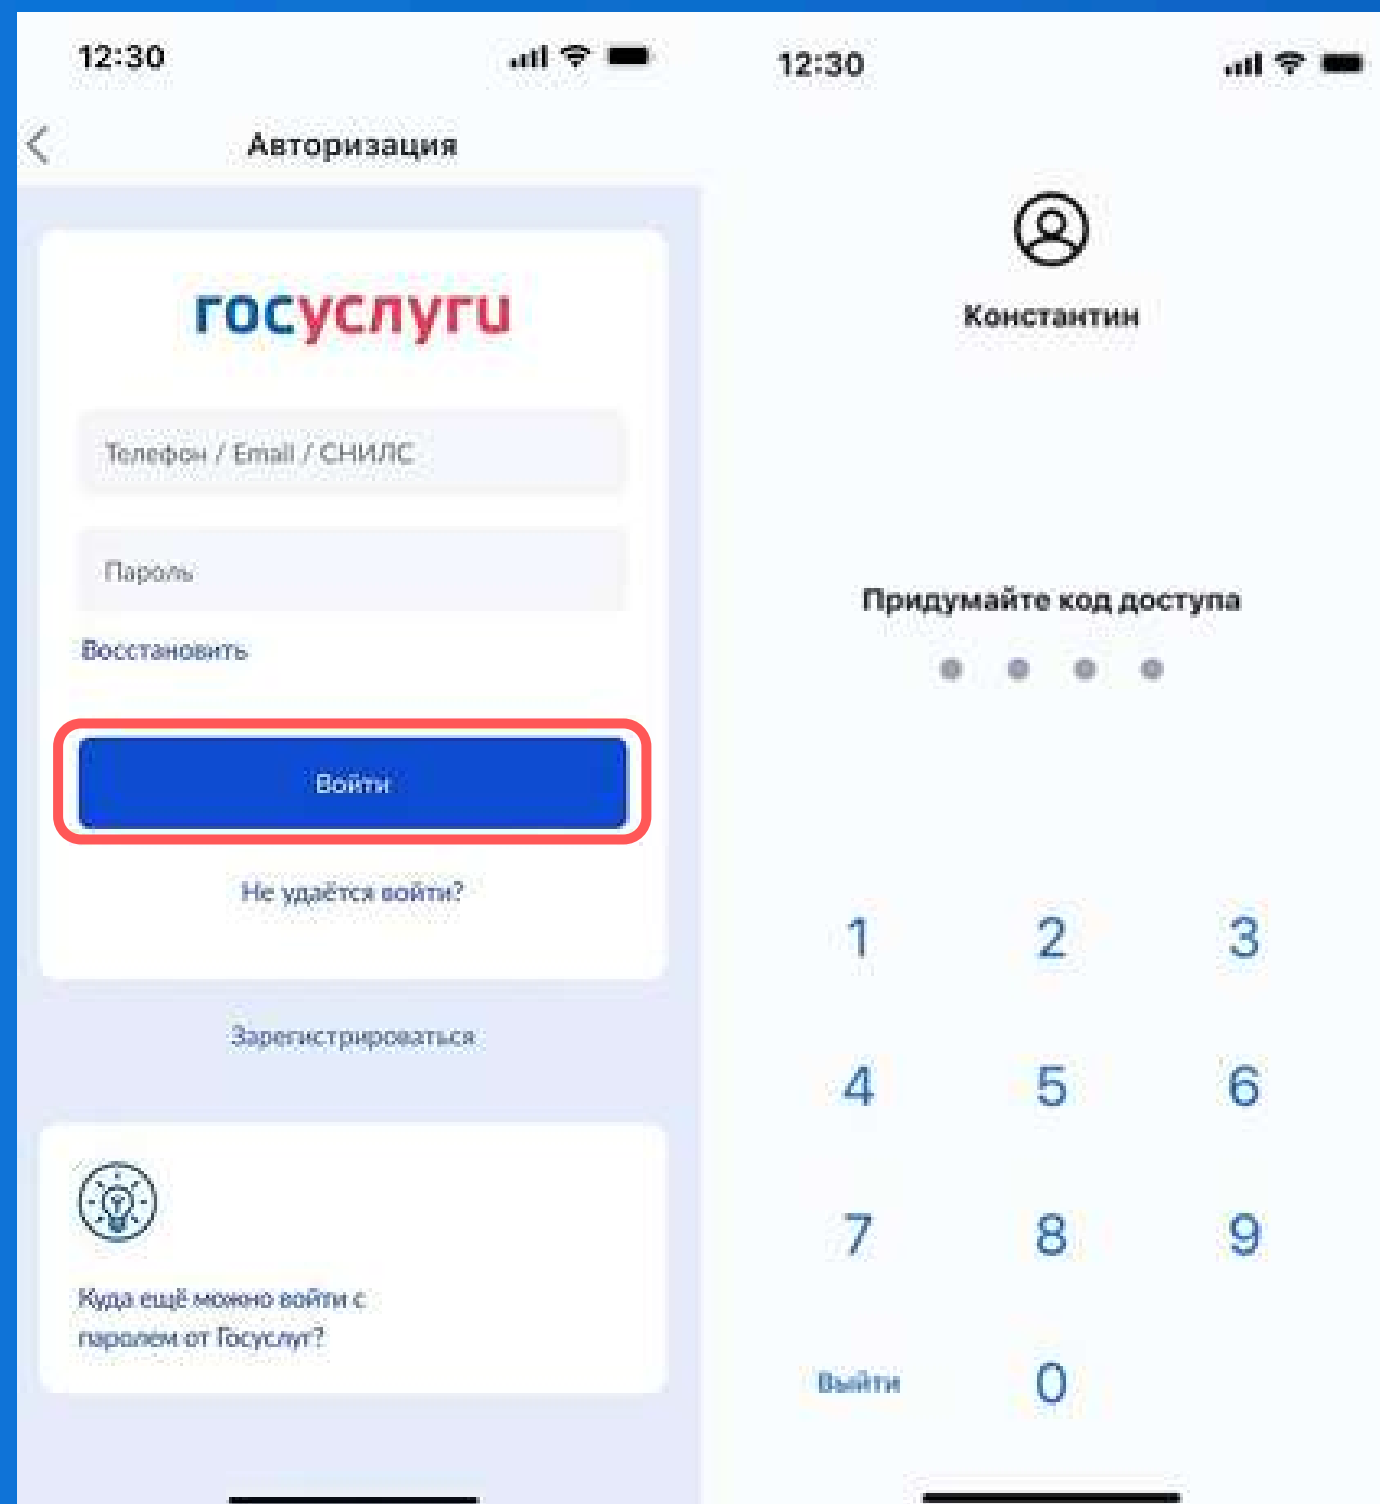 12:30
Авторизация
госуслуги
Телефон / Email / СНИЛС
Пароль
Восстановить
Войти
Не удаётся войти?
Зарегистрироваться
Куда ещё можно войти с
паролем от Госуслуг?
12:30
Константин
Придумайте код доступа
1 2 3
4 5 6
7 8 9
Выйти 0